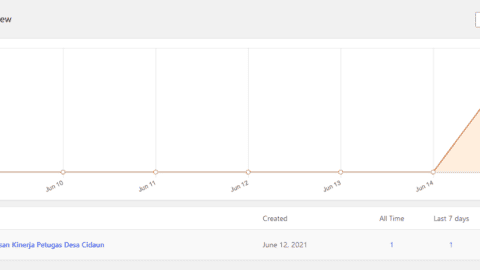 ew
Jun 10
Jun 11
Jun 12
Jun 13
Jun 14
Created All Time Last 7 days
an Kinerja Petugas Desa Cidaun June 12, 2021 1 1